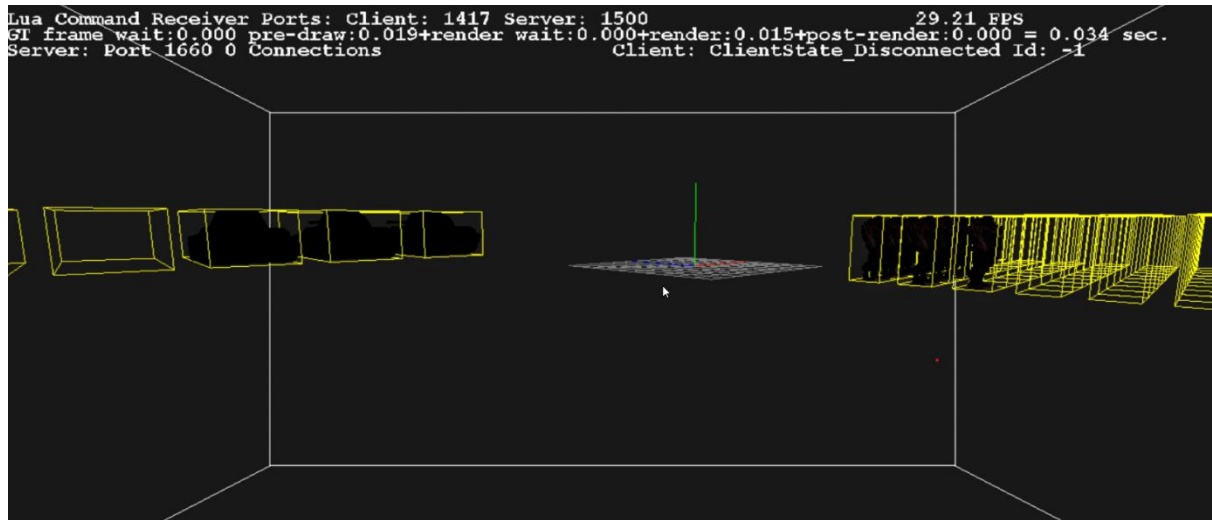 Lua Command Receiver Ports: Client: 1417 Server: 1500 29.21 FPS
GT frame wait:0.000 pre-draw:0.019+render wait:0.000+render:0.015+post-render:0.000 = 0.034 sec.
Server: Port 1660 0 Connections Client: ClientState_Disconnected Id: -1